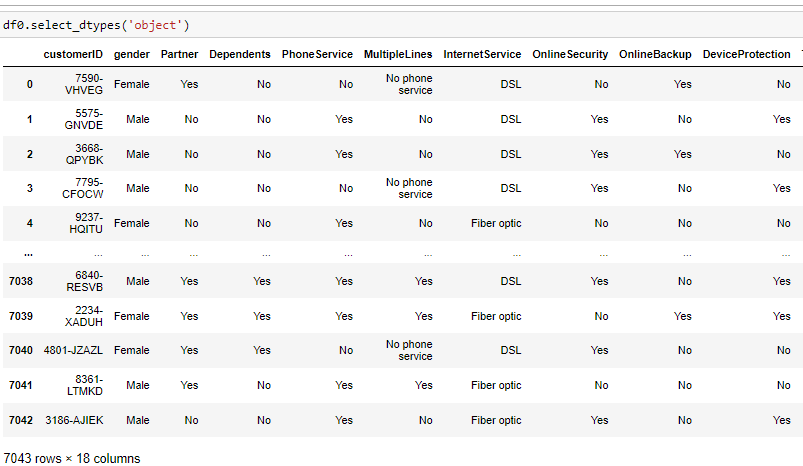 df0.select_dtypes('object')
customerID gender Partner Dependents PhoneService MultipleLines InternetService OnlineSecurity OnlineBackup DeviceProtection
0 7590-VHVEG Female Yes No No No phone service DSL No Yes No
1 5575-GNVDE Male No No Yes No DSL Yes No Yes
2 3668-QPYBK Male No No Yes No DSL Yes Yes No
3 7795-CFOCW Male No No No No phone service DSL Yes No Yes
4 9237-HQITU Female No No Yes No Fiber optic No No No
... ... ... ... ... ... ... ... ... ... ...
7038 6840-RESVB Male Yes Yes Yes Yes DSL Yes No Yes
7039 2234-XADUH Female Yes Yes Yes Yes Fiber optic No Yes Yes
7040 4801-JZAZL Female Yes Yes No No phone service DSL Yes No No
7041 8361-LTMKD Male Yes No Yes Yes Fiber optic No No No
7042 3186-AJIEK Male No No Yes No Fiber optic Yes No Yes
7043 rows × 18 columns